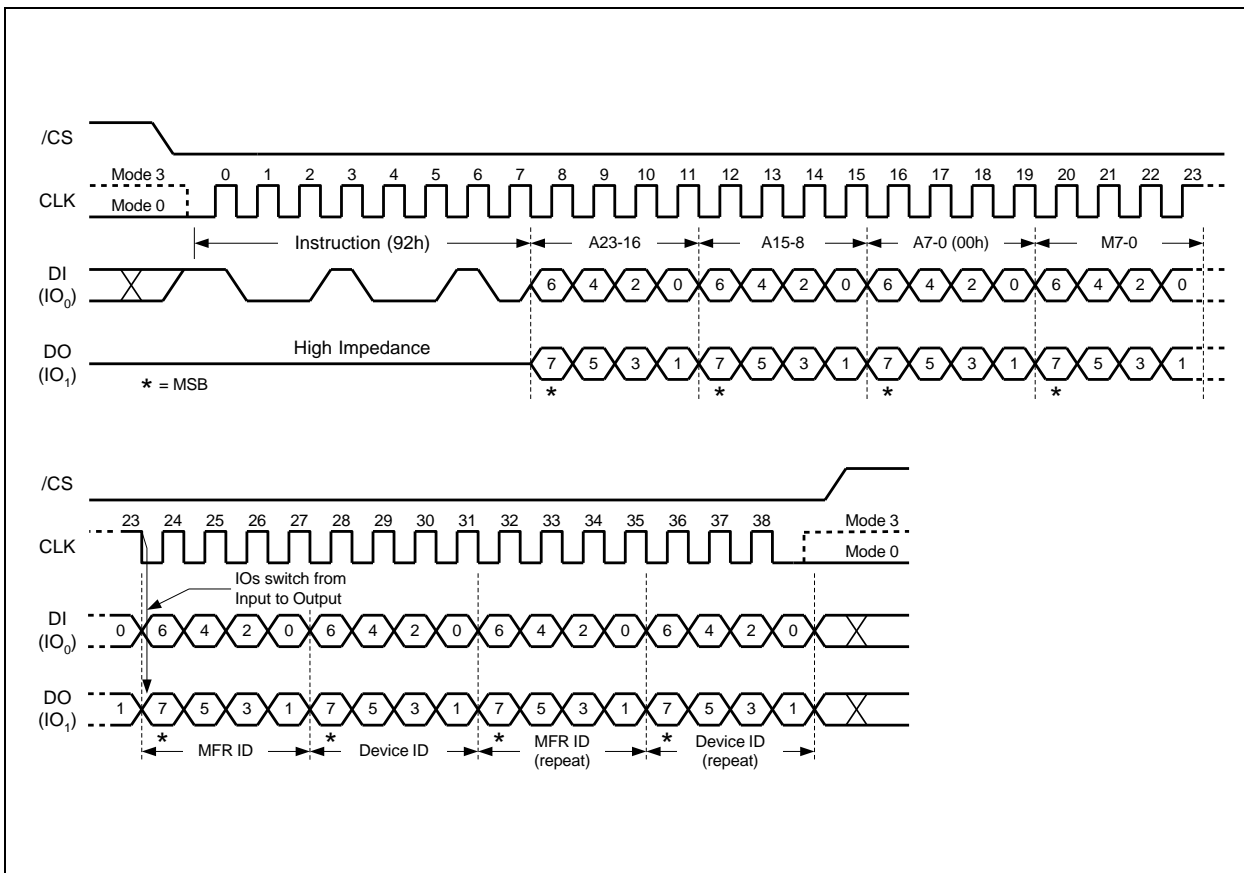 /CS
Mode 3
0 1 2 3 4 5 6 7 8 9 10 11 12 13 14 15 16 17 18 19 20 21 22 23
CLK
Mode 0
Instruction (92h) A23-16 A15-8 A7-0 (00h) M7-0
DI
(IO0)
6 4 2 0 6 4 2 0 6 4 2 0 6 4 2 0
High Impedance
DO
(IO1)
7 5 3 1 7 5 3 1 7 5 3 1 7 5 3 1
* = MSB
* * * *
/CS
23 24 25 26 27 28 29 30 31 32 33 34 35 36 37 38
Mode 3
CLK
Mode 0
IOs switch from
Input to Output
DI
(IO0)
0 6 4 2 0 6 4 2 0 6 4 2 0 6 4 2 0
DO
(IO1)
1 7 5 3 1 7 5 3 1 7 5 3 1 7 5 3 1
* * * *
MFR ID Device ID MFR ID
(repeat)
Device ID
(repeat)